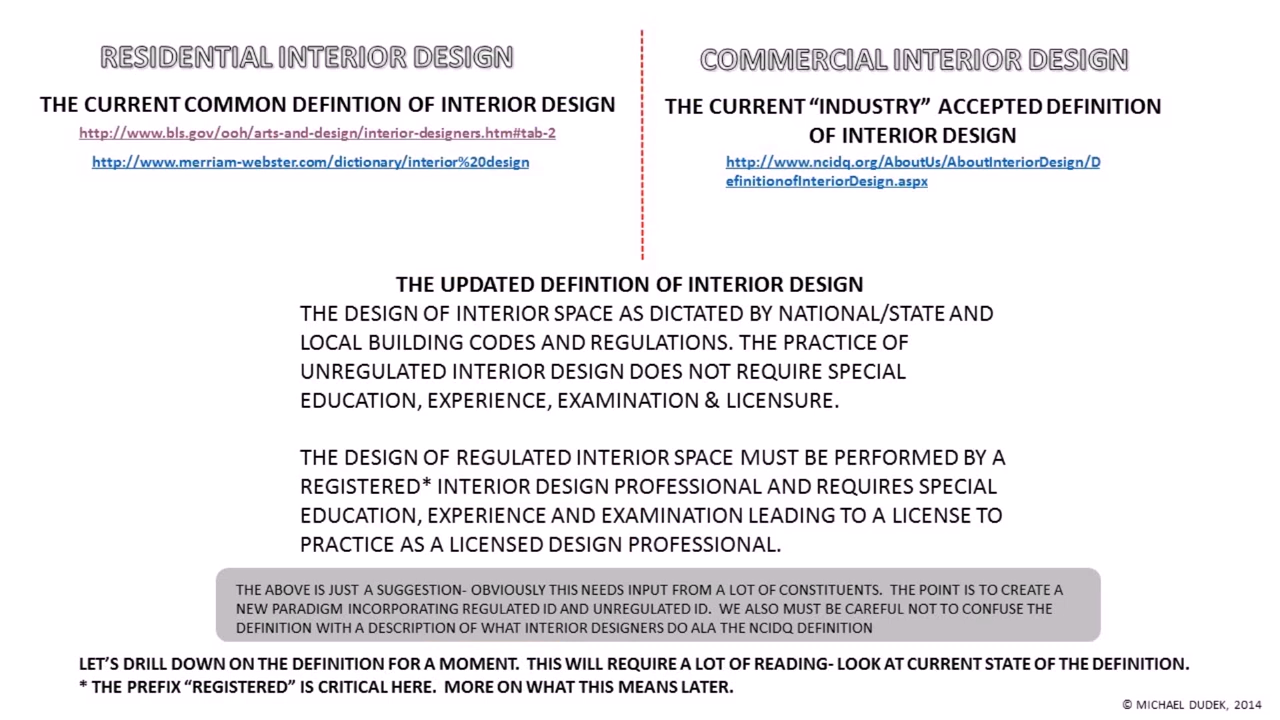 RESIDENTIAL INTERIOR DESIGN
THE CURRENT COMMON DEFINTION OF INTERIOR DESIGN
http://www.bls.gov/ooh/arts-and-design/interior-designers.htm#tab-2
http://www.merriam-webster.com/dictionary/interior%20design
COMMERCIAL INTERIOR DESIGN
THE CURRENT “INDUSTRY” ACCEPTED DEFINITION
OF INTERIOR DESIGN
http://www.ncidq.org/AboutUs/AboutInteriorDesign/D
efinitionofInteriorDesign.aspx
THE UPDATED DEFINTION OF INTERIOR DESIGN
THE DESIGN OF INTERIOR SPACE AS DICTATED BY NATIONAL/STATE AND
LOCAL BUILDING CODES AND REGULATIONS. THE PRACTICE OF
UNREGULATED INTERIOR DESIGN DOES NOT REQUIRE SPECIAL
EDUCATION, EXPERIENCE, EXAMINATION & LICENSURE.
THE DESIGN OF REGULATED INTERIOR SPACE MUST BE PERFORMED BY A
REGISTERED* INTERIOR DESIGN PROFESSIONAL AND REQUIRES SPECIAL
EDUCATION, EXPERIENCE AND EXAMINATION LEADING TO A LICENSE TO
PRACTICE AS A LICENSED DESIGN PROFESSIONAL.
THE ABOVE IS JUST A SUGGESTION- OBVIOUSLY THIS NEEDS INPUT FROM A LOT OF CONSTITUENTS. THE POINT IS TO CREATE A
NEW PARADIGM INCORPORATING REGULATED ID AND UNREGULATED ID. WE ALSO MUST BE CAREFUL NOT TO CONFUSE THE
DEFINITION WITH A DESCRIPTION OF WHAT INTERIOR DESIGNERS DO ALA THE NCIDQ DEFINITION
LET’S DRILL DOWN ON THE DEFINITION FOR A MOMENT. THIS WILL REQUIRE A LOT OF READING- LOOK AT CURRENT STATE OF THE DEFINITION.
* THE PREFIX “REGISTERED” IS CRITICAL HERE. MORE ON WHAT THIS MEANS LATER.
© MICHAEL DUDEK, 2014